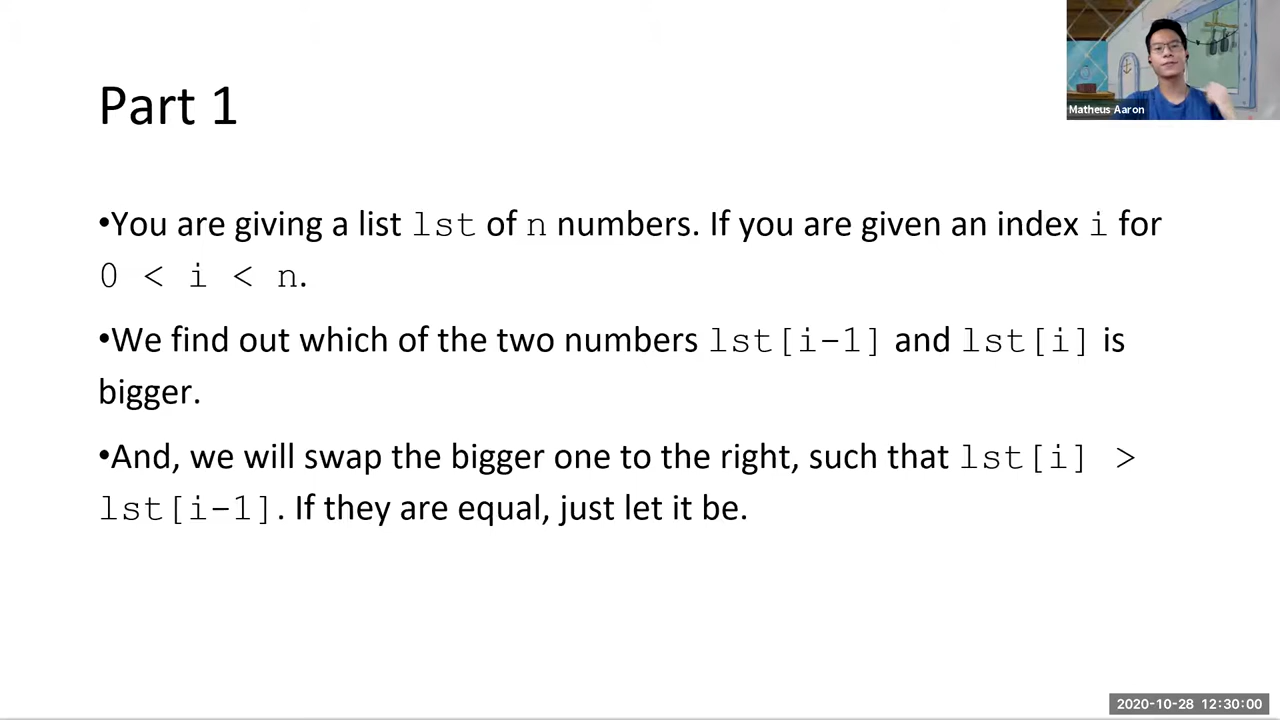 Part 1
Matheus Aaron
•You are giving a list lst of n numbers. If you are given an index i for
0 < i < n.
•We find out which of the two numbers lst[i-1] and lst[i] is
bigger.
•And, we will swap the bigger one to the right, such that lst[i] >
lst[i-1]. If they are equal, just let it be.
2020-10-28 12:30:00